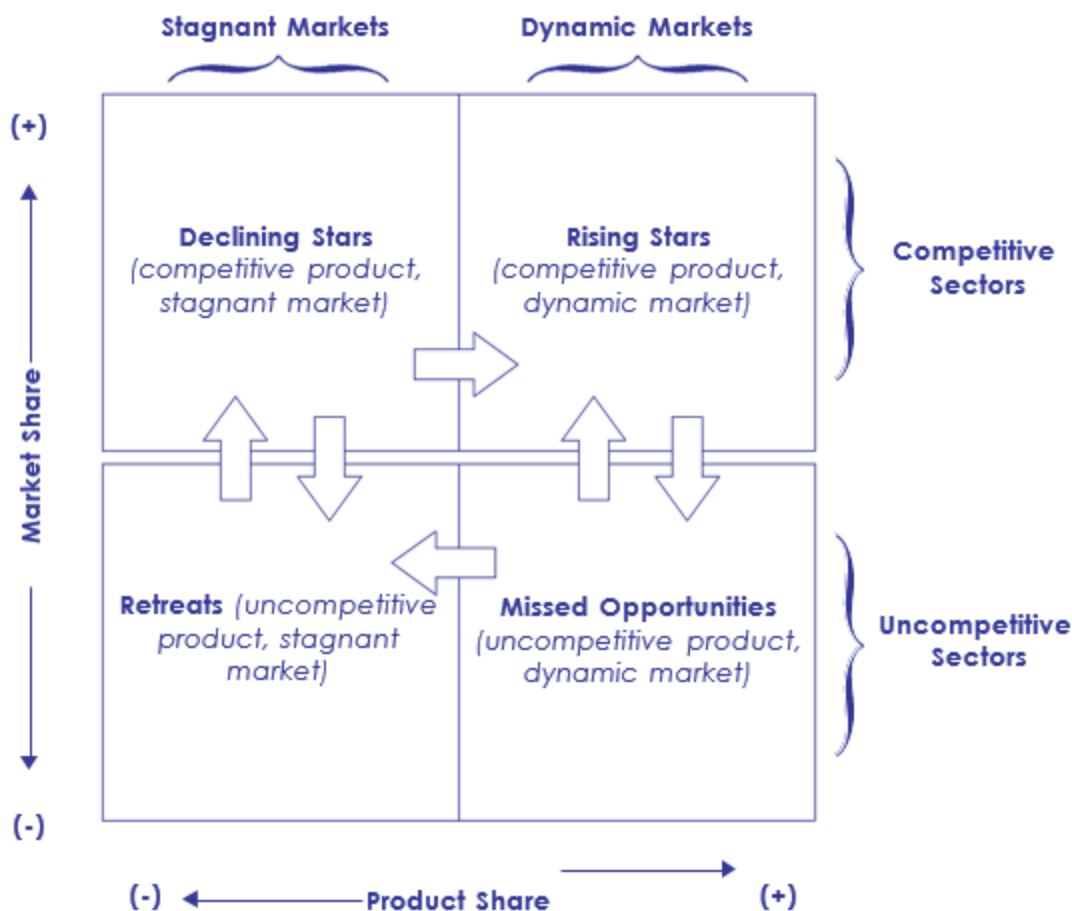 Stagnant Markets
Dynamic Markets
(+)
Declining Stars
(competitive product,
stagnant market)
Rising Stars
(competitive product,
dynamic market)
Competitive
Sectors
Market Share
Retreats (uncompetitive
product, stagnant
market)
Missed Opportunities
(uncompetitive product,
dynamic market)
Uncompetitive
Sectors
(-)
(-)
Product Share
(+)